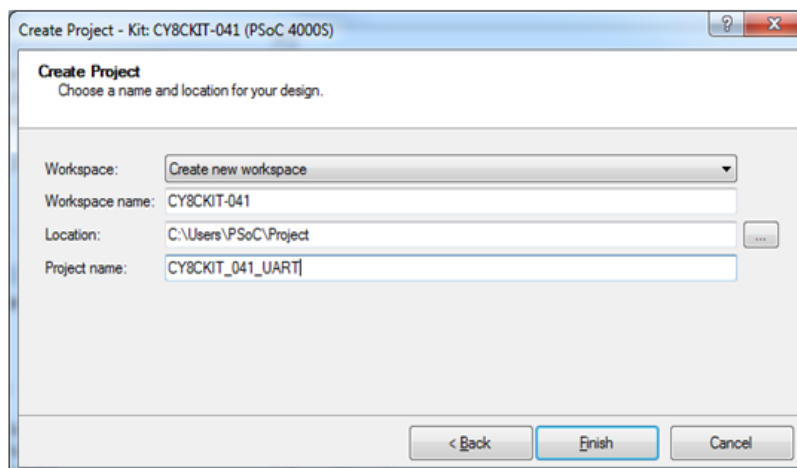 Create Project - Kit: CY8CKIT-041 (PSoC 4000S)
Create Project
Choose a name and location for your design.
Workspace: Create new workspace
Workspace name: CY8CKIT-041
Location: C:\Users\PSoC\Project ...
Project name: CY8CKIT_041_UART
< Back Finish Cancel